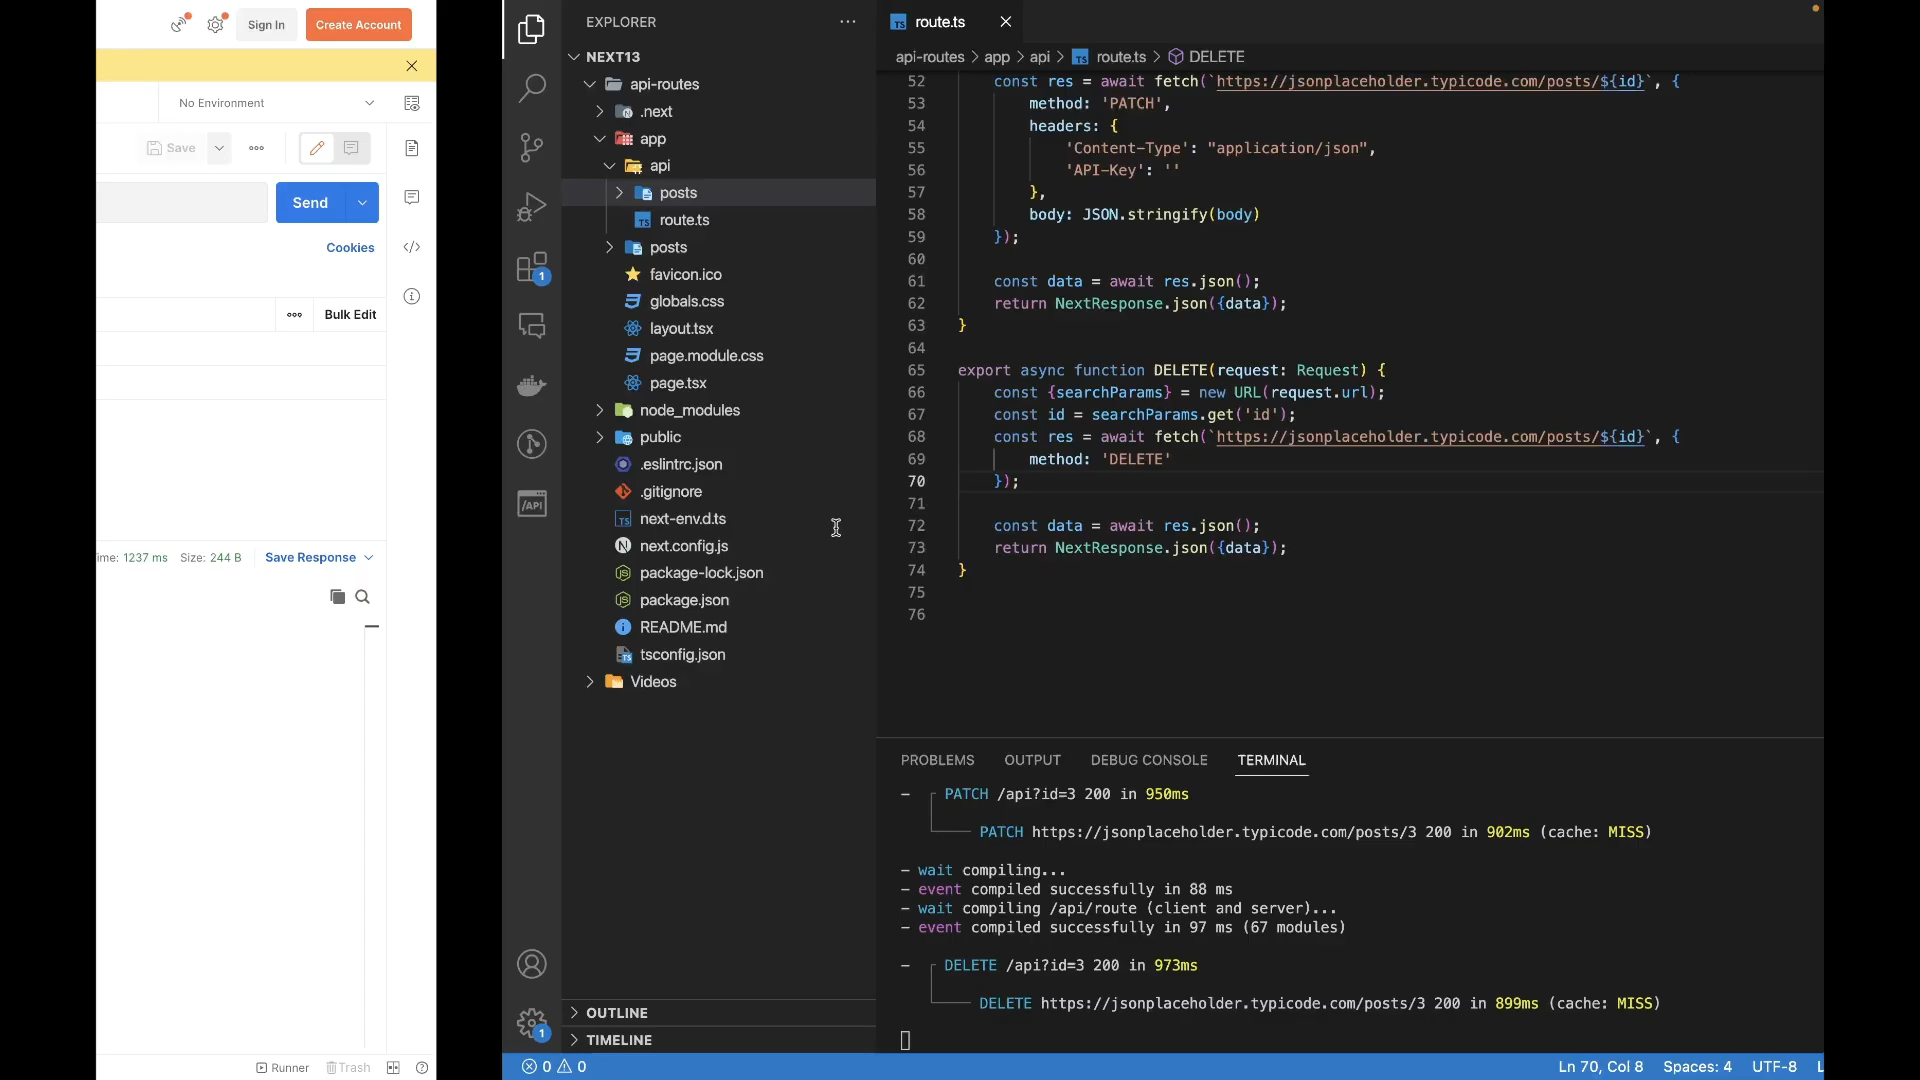 Sign In
Create Account
No Environment
Save
Send
Cookies
Bulk Edit
ime: 1237 ms Size: 244 B Save Response
Runner
Trash
EXPLORER
NEXT13
api-routes
.next
app
api
posts
route.ts
posts
favicon.ico
globals.css
layout.tsx
page.module.css
page.tsx
node_modules
public
.eslintrc.json
.gitignore
next-env.d.ts
next.config.js
package-lock.json
package.json
README.md
tsconfig.json
Videos
OUTLINE
TIMELINE
1
/API
1
route.ts
api-routes > app > api > route.ts > DELETE
52 const res = await fetch(`https://jsonplaceholder.typicode.com/posts/${id}`, {
53 method: 'PATCH',
54 headers: {
55 'Content-Type': "application/json",
56 'API-Key': ''
57 },
58 body: JSON.stringify(body)
59 });
60
61 const data = await res.json();
62 return NextResponse.json({data});
63 }
64
65 export async function DELETE(request: Request) {
66 const {searchParams} = new URL(request.url);
67 const id = searchParams.get('id');
68 const res = await fetch(`https://jsonplaceholder.typicode.com/posts/${id}`, {
69 method: 'DELETE'
70 });
71
72 const data = await res.json();
73 return NextResponse.json({data});
74 }
75
76
PROBLEMS OUTPUT DEBUG CONSOLE TERMINAL
- PATCH /api?id=3 200 in 950ms
PATCH https://jsonplaceholder.typicode.com/posts/3 200 in 902ms (cache: MISS)
- wait compiling...
- event compiled successfully in 88 ms
- wait compiling /api/route (client and server)...
- event compiled successfully in 97 ms (67 modules)
- DELETE /api?id=3 200 in 973ms
DELETE https://jsonplaceholder.typicode.com/posts/3 200 in 899ms (cache: MISS)
0 0
Ln 70, Col 8 Spaces: 4 UTF-8 L